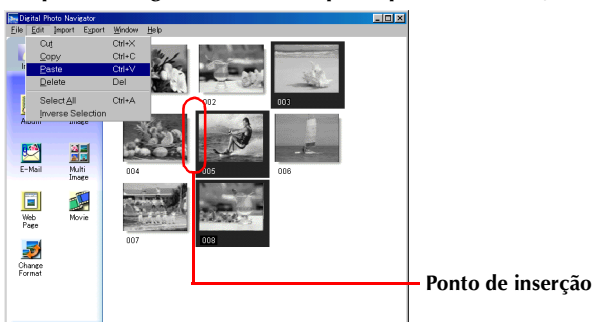 Digital Photo Navigator
File Edit Import Export Window Help
Cut Ctrl+X
Copy Ctrl+C
Paste Ctrl+V
Delete Del
Select All Ctrl+A
Inverse Selection
Album Image
002 003
E-Mail Multi Image
004 005 006
Web Page Movie
007 008
Change Format
Ponto de inserção